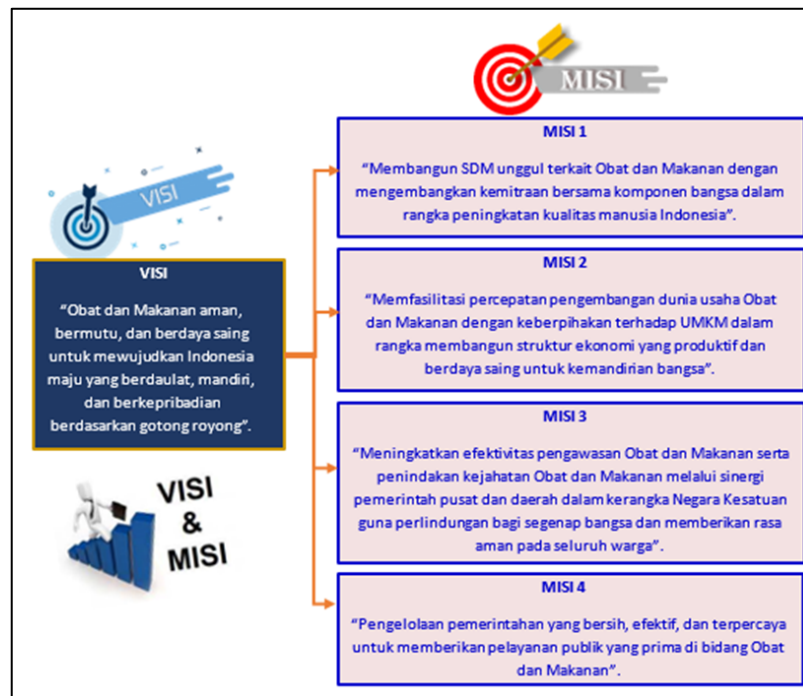 MISI
VISI
VISI
“Obat dan Makanan aman,
bermutu, dan berdaya saing
untuk mewujudkan Indonesia
maju yang berdaulat, mandiri,
dan berkepribadian
berdasarkan gotong royong”.
VISI
&
MISI
MISI 1
“Membangun SDM unggul terkait Obat dan Makanan dengan
mengembangkan kemitraan bersama komponen bangsa dalam
rangka peningkatan kualitas manusia Indonesia”.
MISI 2
“Memfasilitasi percepatan pengembangan dunia usaha Obat
dan Makanan dengan keberpihakan terhadap UMKM dalam
rangka membangun struktur ekonomi yang produktif dan
berdaya saing untuk kemandirian bangsa”.
MISI 3
“Meningkatkan efektivitas pengawasan Obat dan Makanan serta
penindakan kejahatan Obat dan Makanan melalui sinergi
pemerintah pusat dan daerah dalam kerangka Negara Kesatuan
guna perlindungan bagi segenap bangsa dan memberikan rasa
aman pada seluruh warga”.
MISI 4
“Pengelolaan pemerintahan yang bersih, efektif, dan terpercaya
untuk memberikan pelayanan publik yang prima di bidang Obat
dan Makanan”.